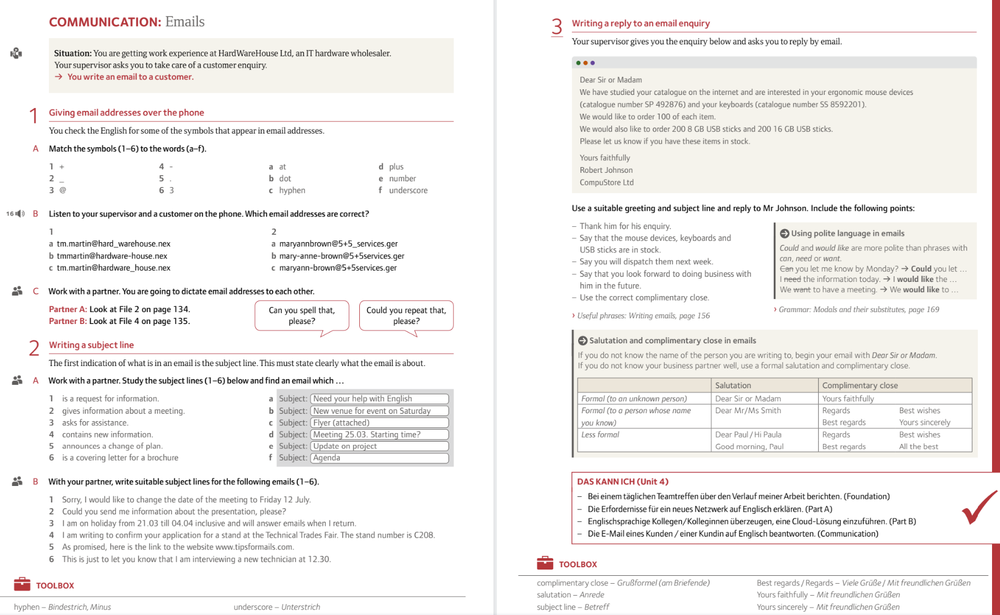 COMMUNICATION: Emails
Situation: You are getting work experience at HardWareHouse Ltd, an IT hardware wholesaler.
Your supervisor asks you to take care of a customer enquiry.
→ You write an email to a customer.
1 Giving email addresses over the phone
You check the English for some of the symbols that appear in email addresses.
A Match the symbols (1–6) to the words (a–f).
1 + 4 - a at d plus
2 _ 5 . b dot e number
3 @ 6 3 c hyphen f underscore
16 B Listen to your supervisor and a customer on the phone. Which email addresses are correct?
1 2
a tm.martin@hard_warehouse.nex a maryannbrown@5+5_services.ger
b tmmartin@hardware-house.nex b mary-anne-brown@5+5services.ger
c tm.martin@hardware_house.nex c maryann-brown@5+5services.ger
C Work with a partner. You are going to dictate email addresses to each other.
Partner A: Look at File 2 on page 134.
Partner B: Look at File 4 on page 135.
Can you spell that,
please?
Could you repeat that,
please?
2 Writing a subject line
The first indication of what is in an email is the subject line. This must state clearly what the email is about.
A Work with a partner. Study the subject lines (1–6) below and find an email which …
1 is a request for information. a Subject: Need your help with English
2 gives information about a meeting. b Subject: New venue for event on Saturday
3 asks for assistance. c Subject: Flyer (attached)
4 contains new information. d Subject: Meeting 25.03. Starting time?
5 announces a change of plan. e Subject: Update on project
6 is a covering letter for a brochure f Subject: Agenda
B With your partner, write suitable subject lines for the following emails (1–6).
1 Sorry, I would like to change the date of the meeting to Friday 12 July.
2 Could you send me information about the presentation, please?
3 I am on holiday from 21.03 till 04.04 inclusive and will answer emails when I return.
4 I am writing to confirm your application for a stand at the Technical Trades Fair. The stand number is C208.
5 As promised, here is the link to the website www.tipsformails.com.
6 This is just to let you know that I am interviewing a new technician at 12.30.
TOOLBOX
hyphen – Bindestrich, Minus underscore – Unterstrich
3 Writing a reply to an email enquiry
Your supervisor gives you the enquiry below and asks you to reply by email.
Dear Sir or Madam
We have studied your catalogue on the internet and are interested in your ergonomic mouse devices
(catalogue number SP 492876) and your keyboards (catalogue number SS 8592201).
We would like to order 100 of each item.
We would also like to order 200 8 GB USB sticks and 200 16 GB USB sticks.
Please let us know if you have these items in stock.
Yours faithfully
Robert Johnson
CompuStore Ltd
Use a suitable greeting and subject line and reply to Mr Johnson. Include the following points:
– Thank him for his enquiry.
– Say that the mouse devices, keyboards and
USB sticks are in stock.
– Say you will dispatch them next week.
– Say that you look forward to doing business with
him in the future.
– Use the correct complimentary close.
› Useful phrases: Writing emails, page 156
Using polite language in emails
Could and would like are more polite than phrases with
can, need or want.
Can you let me know by Monday? → Could you let …
I need the information today. → I would like the …
We want to have a meeting. → We would like to …
› Grammar: Modals and their substitutes, page 169
Salutation and complimentary close in emails
If you do not know the name of the person you are writing to, begin your email with Dear Sir or Madam.
If you do not know your business partner well, use a formal salutation and complimentary close.
Salutation Complimentary close
Formal (to an unknown person) Dear Sir or Madam Yours faithfully
Formal (to a person whose name Dear Mr/Ms Smith Regards Best wishes
you know) Best regards Yours sincerely
Less formal Dear Paul / Hi Paula Regards Best wishes
Good morning, Paul Best regards All the best
DAS KANN ICH (Unit 4)
– Bei einem täglichen Teamtreffen über den Verlauf meiner Arbeit berichten. (Foundation)
– Die Erfordernisse für ein neues Netzwerk auf Englisch erklären. (Part A)
– Englischsprachige Kollegen/Kolleginnen überzeugen, eine Cloud-Lösung einzuführen. (Part B)
– Die E-Mail eines Kunden / einer Kundin auf Englisch beantworten. (Communication)
TOOLBOX
complimentary close – Grußformel (am Briefende) Best regards / Regards – Viele Grüße / Mit freundlichen Grüßen
salutation – Anrede Yours faithfully – Mit freundlichen Grüßen
subject line – Betreff Yours sincerely – Mit freundlichen Grüßen